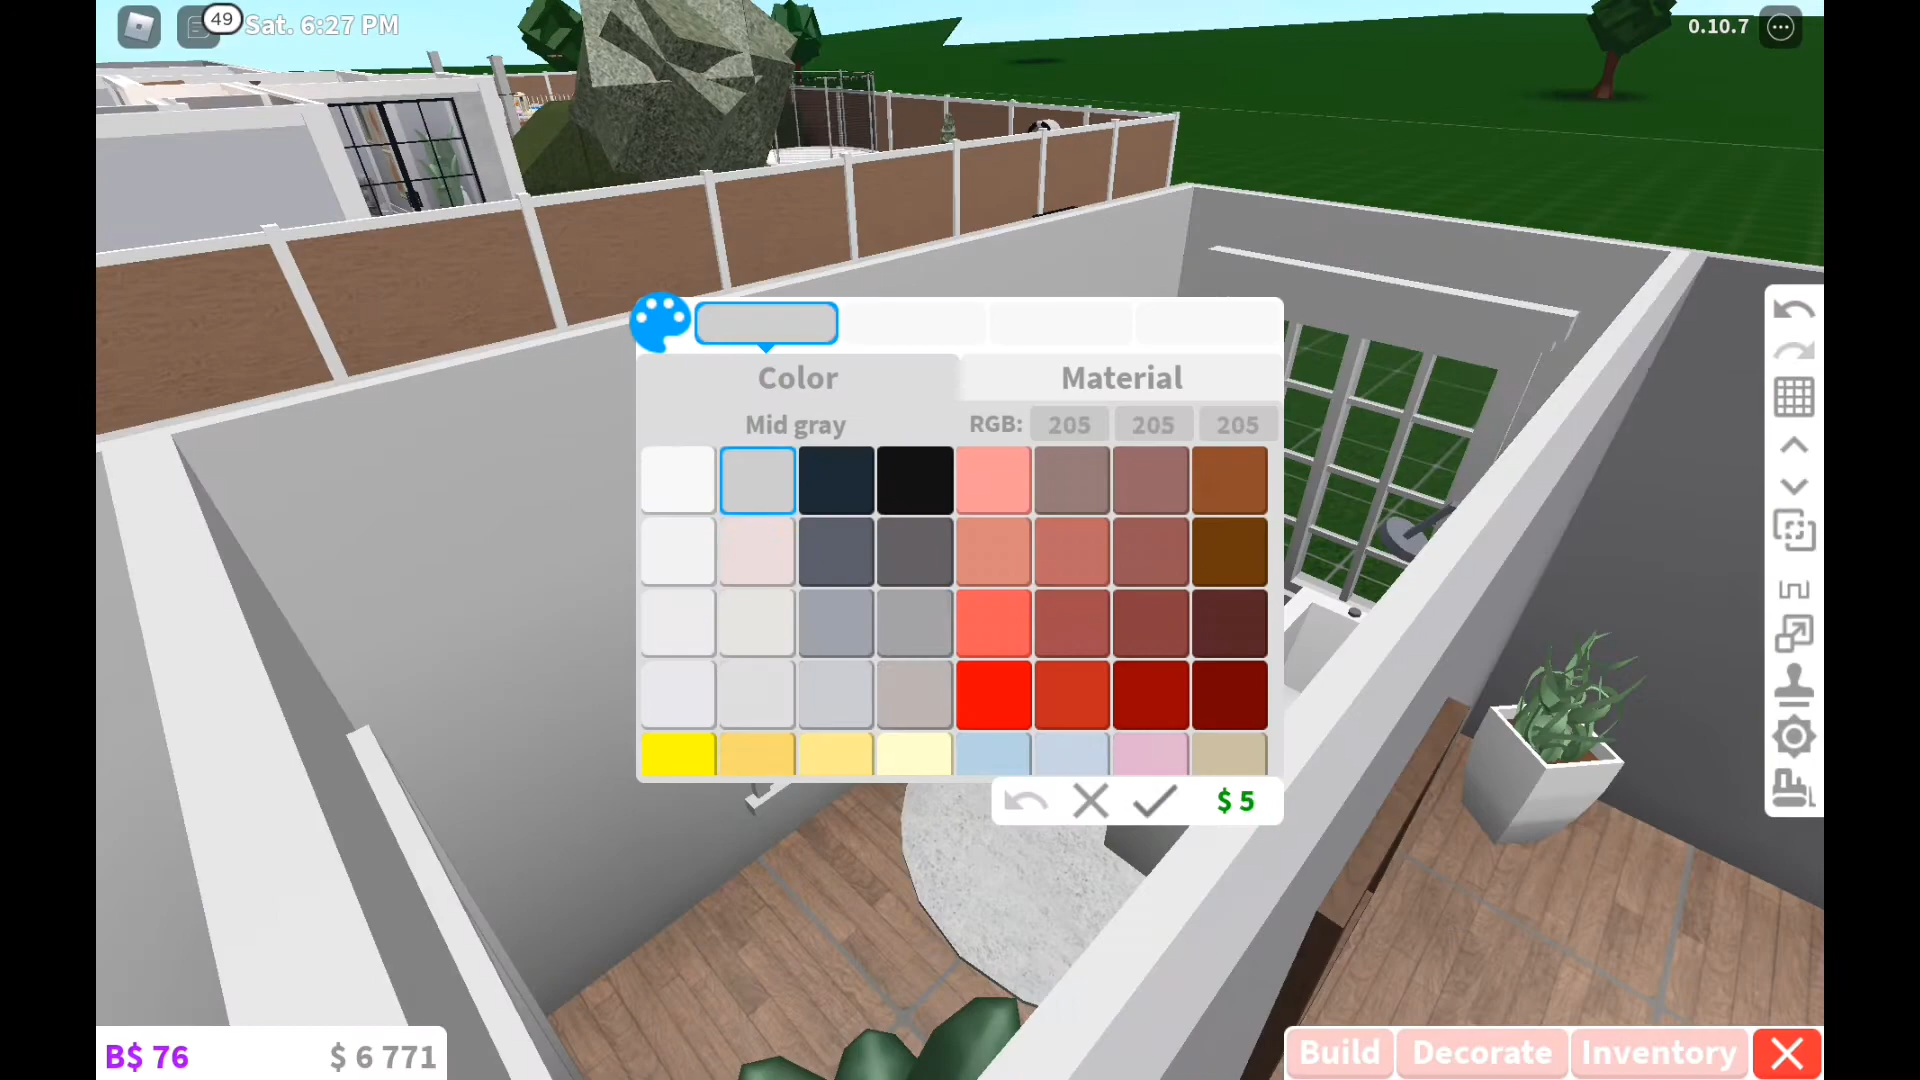 49
Sat. 6:27 PM
0.10.7
Color
Material
Mid gray
RGB: 205 205 205
$ 5
B$ 76
$ 6 771
Build
Decorate
Inventory